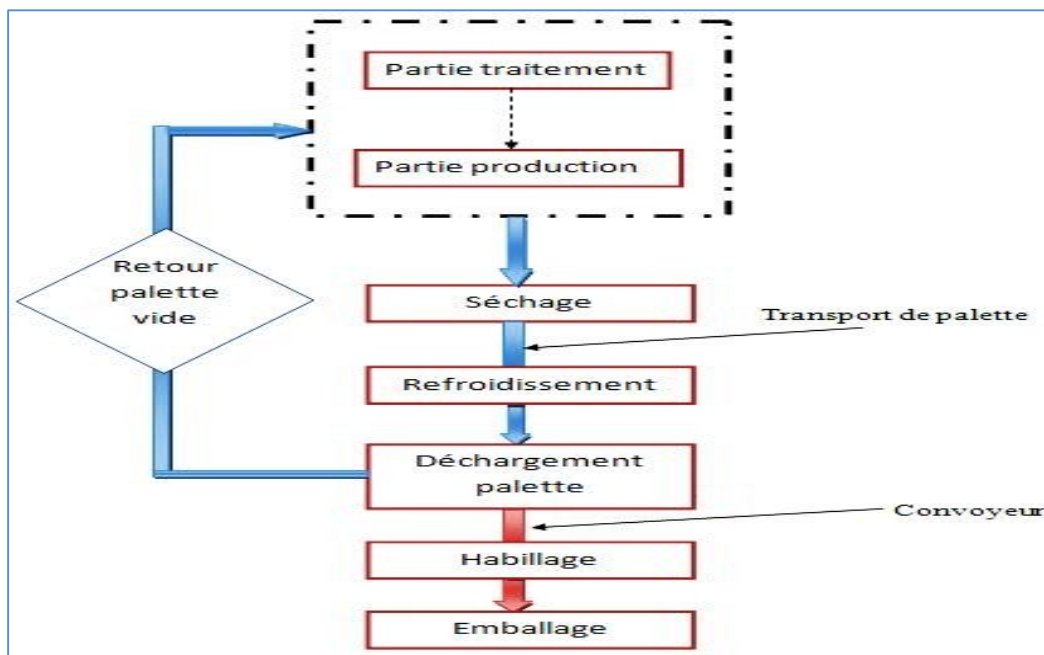 Partie traitement
Partie production
Retour
palette
vide
Séchage
Transport de palette
Refroidissement
Déchargement
palette
Convoyeur
Habillage
Emballage